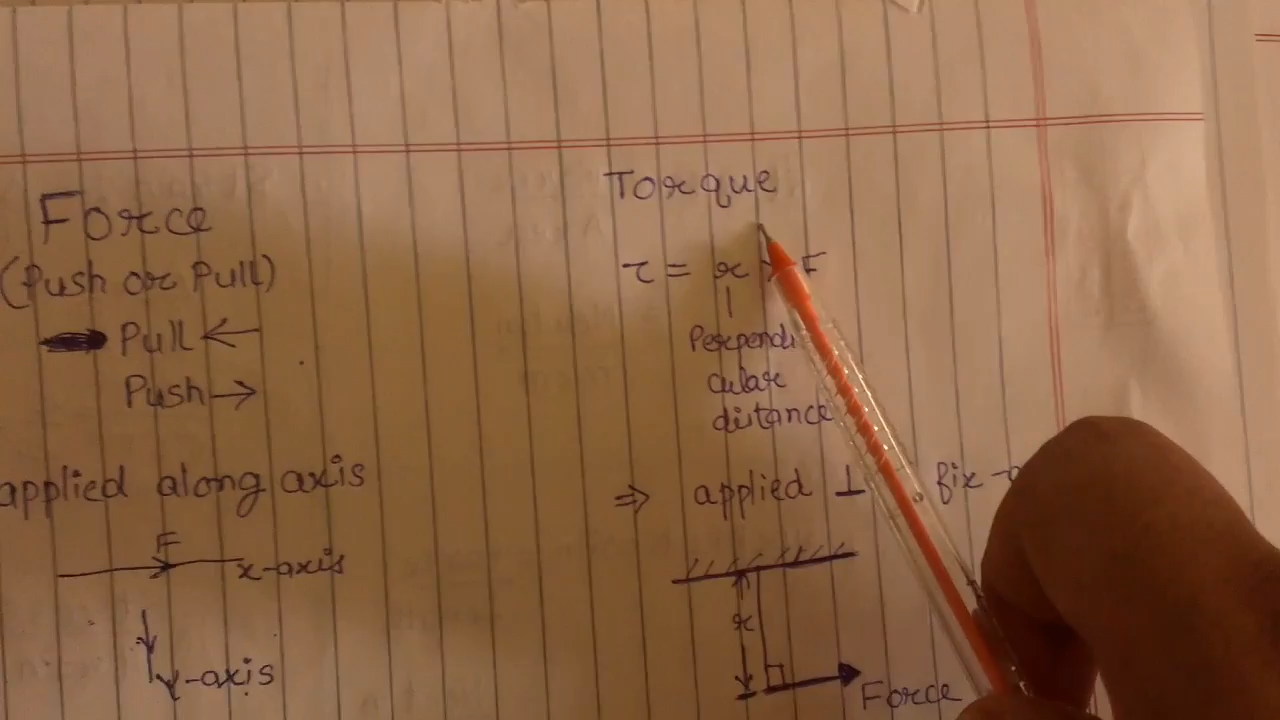 Force
(Push or Pull)
Pull ←
Push →
applied along axis
F
x-axis
Y-axis
Torque
τ = r × F
Perpendi
cular
distance
⇒ applied ⊥ fix
r
Force